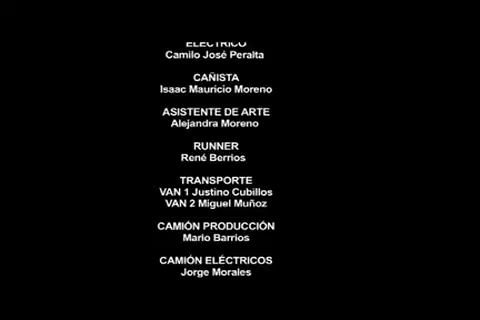 ELÉCTRICO
Camilo José Peralta
CAÑISTA
Isaac Mauricio Moreno
ASISTENTE DE ARTE
Alejandra Moreno
RUNNER
René Berrios
TRANSPORTE
VAN 1 Justino Cubillos
VAN 2 Miguel Muñoz
CAMIÓN PRODUCCIÓN
Mario Barrios
CAMIÓN ELÉCTRICOS
Jorge Morales